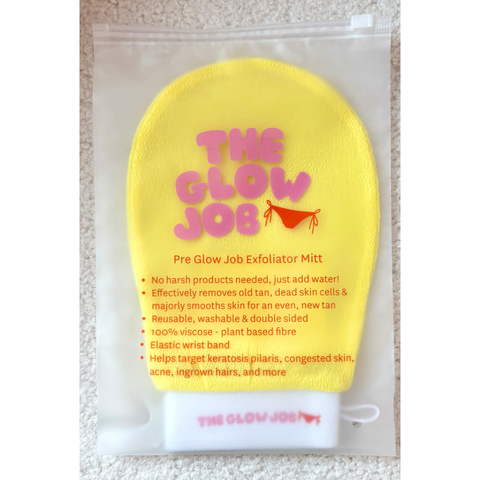 THE
GLOW
JOB
Pre Glow Job Exfoliator Mitt
• No harsh products needed, just add water!
• Effectively removes old tan, dead skin cells &
majorly smooths skin for an even, new tan
• Reusable, washable & double sided
• 100% viscose - plant based fibre
• Elastic wrist band
• Helps target keratosis pilaris, congested skin,
acne, ingrown hairs, and more
THE GLOW JOB